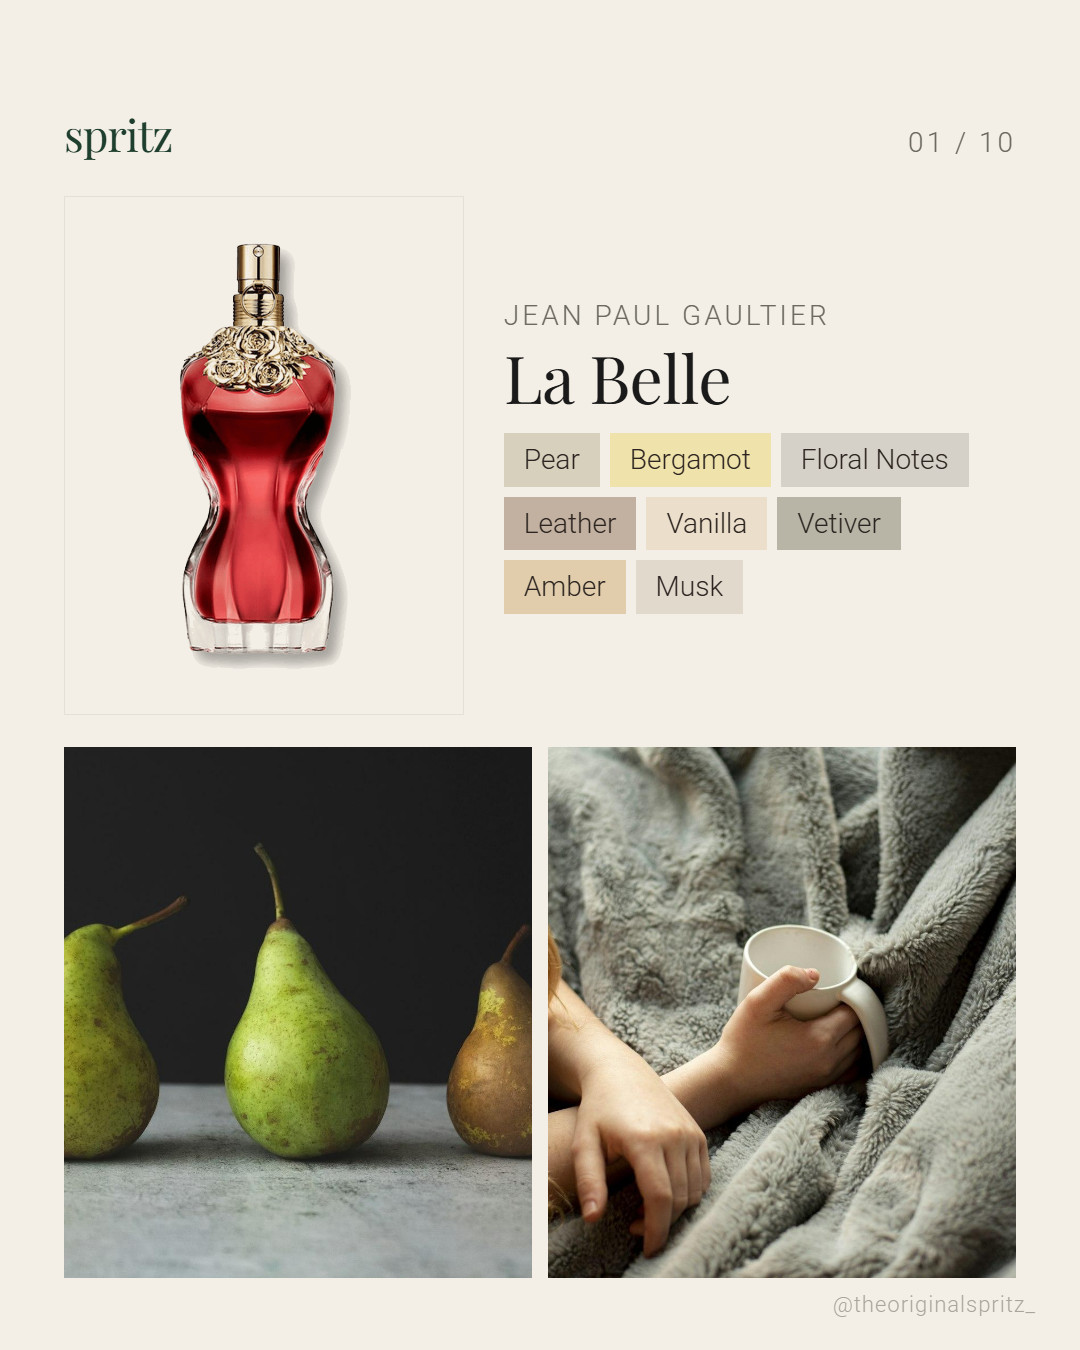 spritz
01 / 10
JEAN PAUL GAULTIER
La Belle
Pear Bergamot Floral Notes
Leather Vanilla Vetiver
Amber Musk
@theoriginalspritz_